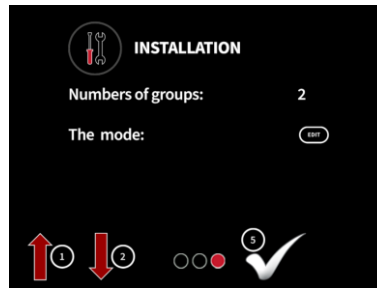 INSTALLATION
Numbers of groups: 2
The mode: EDIT
1 2 5